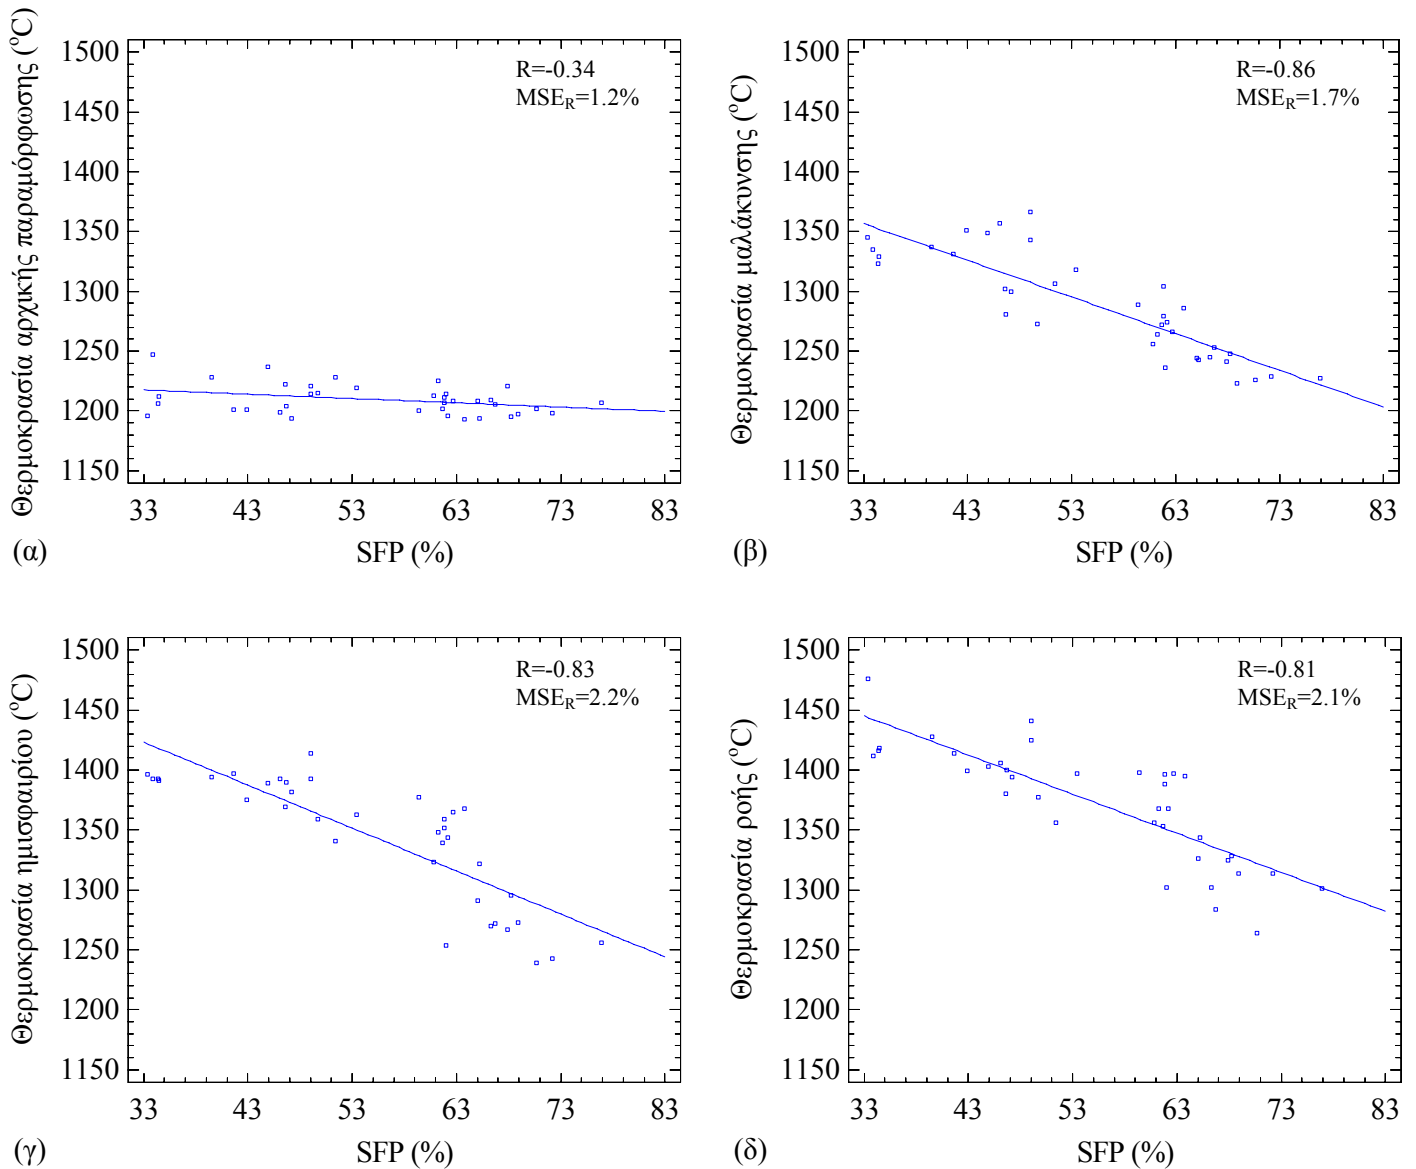 Θερμοκρασία αρχικής παραμόρφωσης (°C)
1500
1450
1400
1350
1300
1250
1200
1150
R=-0.34
MSE_R=1.2%
33 43 53 63 73 83
(α) SFP (%)
Θερμοκρασία μαλάκυνσης (°C)
1500
1450
1400
1350
1300
1250
1200
1150
R=-0.86
MSE_R=1.7%
33 43 53 63 73 83
(β) SFP (%)
Θερμοκρασία ημισφαιρίου (°C)
1500
1450
1400
1350
1300
1250
1200
1150
R=-0.83
MSE_R=2.2%
33 43 53 63 73 83
(γ) SFP (%)
Θερμοκρασία ροής (°C)
1500
1450
1400
1350
1300
1250
1200
1150
R=-0.81
MSE_R=2.1%
33 43 53 63 73 83
(δ) SFP (%)